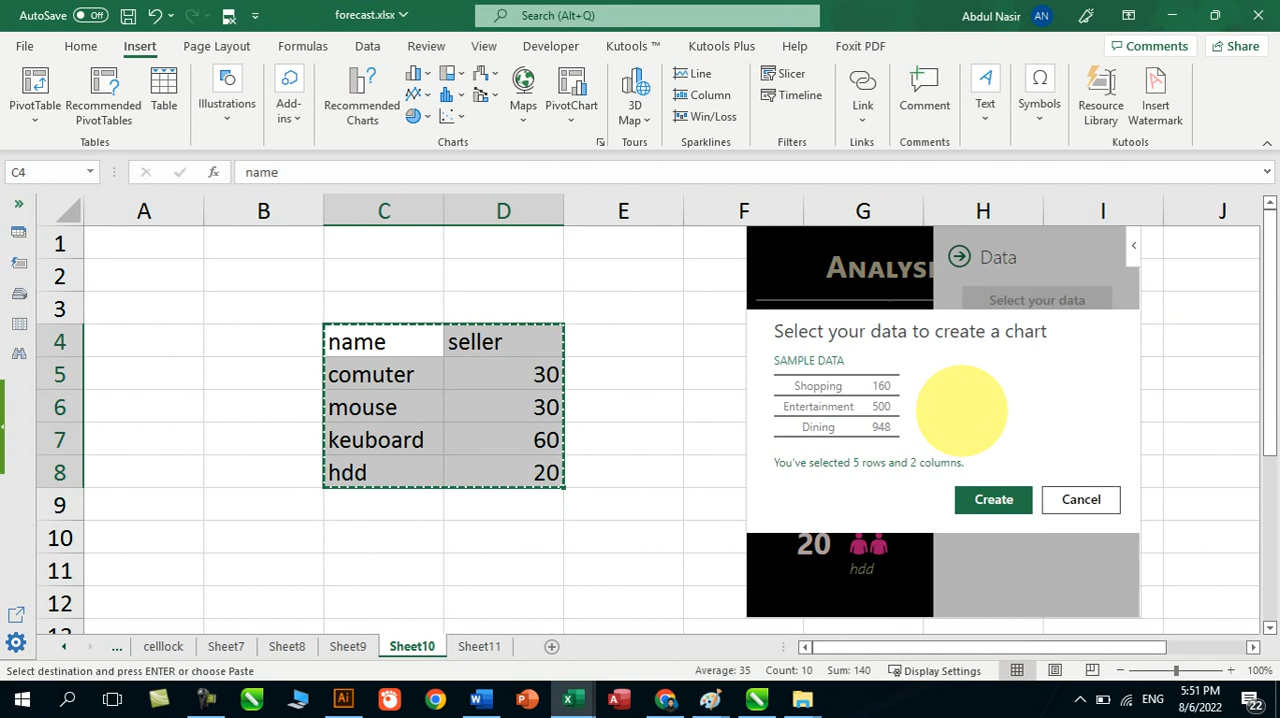 AutoSave Off forecast.xlsx Search (Alt+Q) Abdul Nasir AN
File Home Insert Page Layout Formulas Data Review View Developer Kutools ™ Kutools Plus Help Foxit PDF Comments Share
PivotTable Recommended PivotTables Table Illustrations Add-ins Recommended Charts Maps PivotChart 3D Map Line Column Win/Loss Slicer Timeline Link Comment Text Symbols Resource Library Insert Watermark
Tables Charts Tours Sparklines Filters Links Comments Kutools
C4 fx name
A B C D E F G H I J
1
2
3
4 name seller
5 comuter 30
6 mouse 30
7 keuboard 60
8 hdd 20
9
10
11
12
13
Data
Select your data
Select your data to create a chart
SAMPLE DATA
Shopping 160
Entertainment 500
Dining 948
You've selected 5 rows and 2 columns.
Create Cancel
20
hdd
... celllock Sheet7 Sheet8 Sheet9 Sheet10 Sheet11
Select destination and press ENTER or choose Paste Average: 35 Count: 10 Sum: 140 Display Settings 100%
ENG 5:51 PM
8/6/2022 22